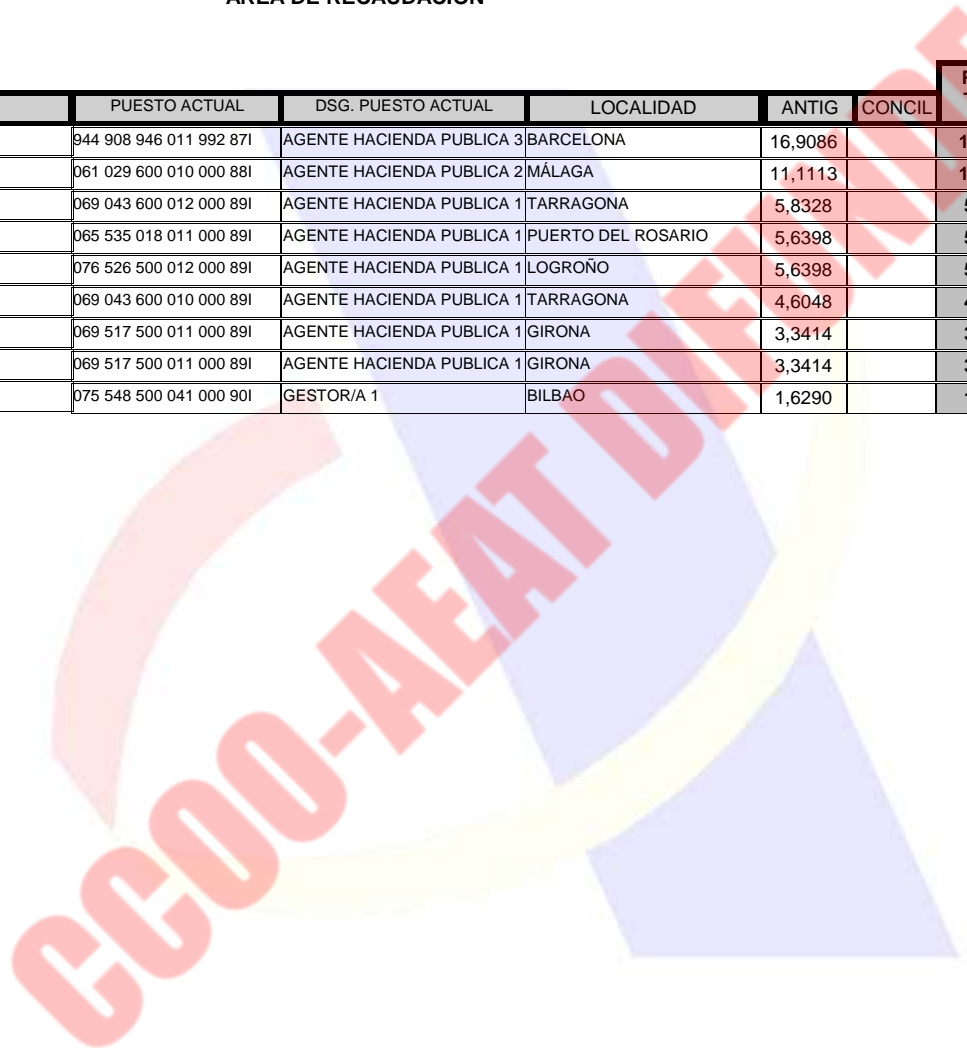 AREA DE RECAUDACIÓN
PUESTO ACTUAL DSG. PUESTO ACTUAL LOCALIDAD ANTIG CONCIL
944 908 946 011 992 87I AGENTE HACIENDA PUBLICA 3 BARCELONA 16,9086
061 029 600 010 000 88I AGENTE HACIENDA PUBLICA 2 MÁLAGA 11,1113
069 043 600 012 000 89I AGENTE HACIENDA PUBLICA 1 TARRAGONA 5,8328
065 535 018 011 000 89I AGENTE HACIENDA PUBLICA 1 PUERTO DEL ROSARIO 5,6398
076 526 500 012 000 89I AGENTE HACIENDA PUBLICA 1 LOGROÑO 5,6398
069 043 600 010 000 89I AGENTE HACIENDA PUBLICA 1 TARRAGONA 4,6048
069 517 500 011 000 89I AGENTE HACIENDA PUBLICA 1 GIRONA 3,3414
069 517 500 011 000 89I AGENTE HACIENDA PUBLICA 1 GIRONA 3,3414
075 548 500 041 000 90I GESTOR/A 1 BILBAO 1,6290
CCOO-AEAT DIFUNDE